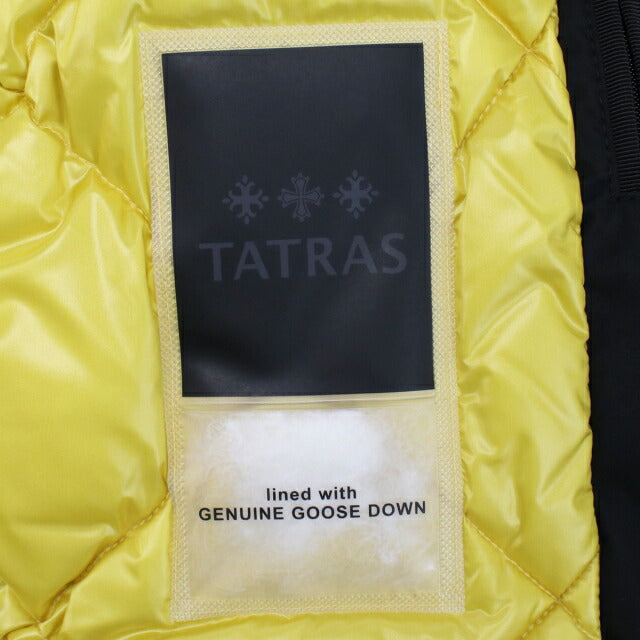 TATRAS
lined with
GENUINE GOOSE DOWN